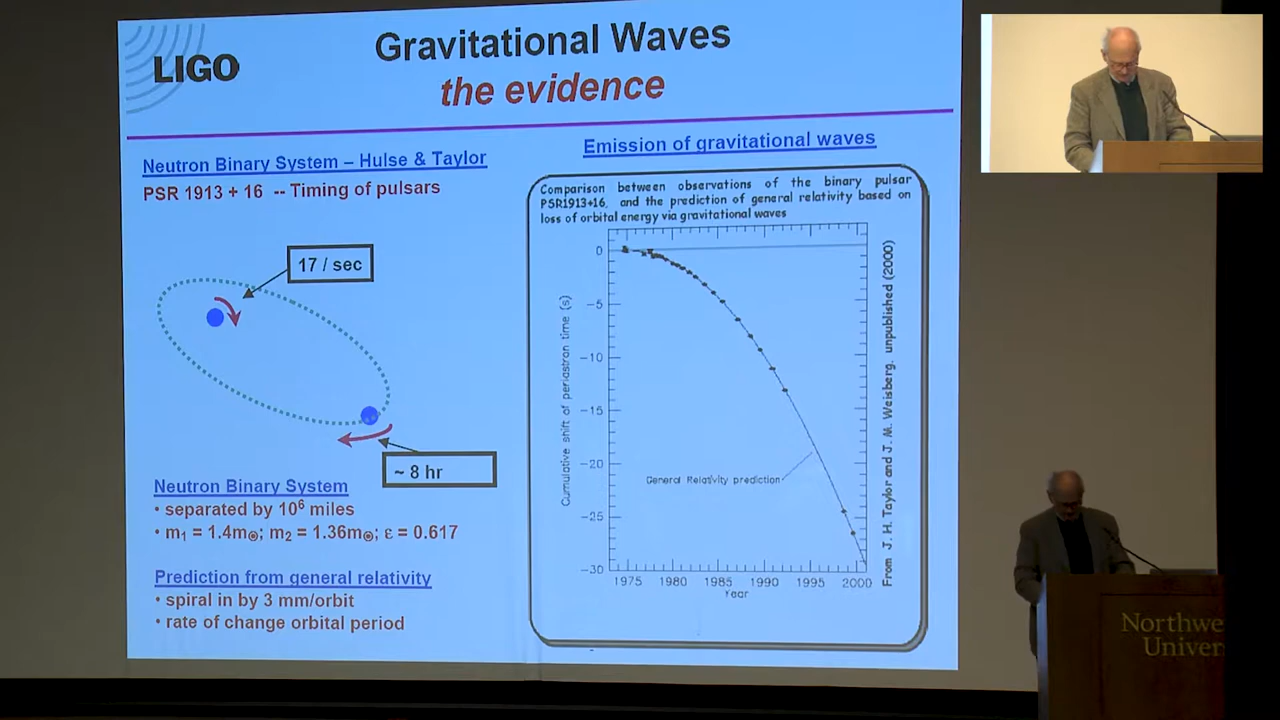 LIGO
Gravitational Waves
the evidence
Neutron Binary System – Hulse & Taylor
PSR 1913 + 16 -- Timing of pulsars
17 / sec
~ 8 hr
Neutron Binary System
• separated by 10⁶ miles
• m₁ = 1.4m⊙; m₂ = 1.36m⊙; ε = 0.617
Prediction from general relativity
• spiral in by 3 mm/orbit
• rate of change orbital period
Emission of gravitational waves
Comparison between observations of the binary pulsar
PSR1913+16, and the prediction of general relativity based on
loss of orbital energy via gravitational waves
Cumulative shift of periastron time (s)
0
−5
−10
−15
−20
−25
−30
General Relativity prediction
1975 1980 1985 1990 1995 2000
Year
From J. H. Taylor and J. M. Weisberg, unpublished (2000)
Northwe
Univer